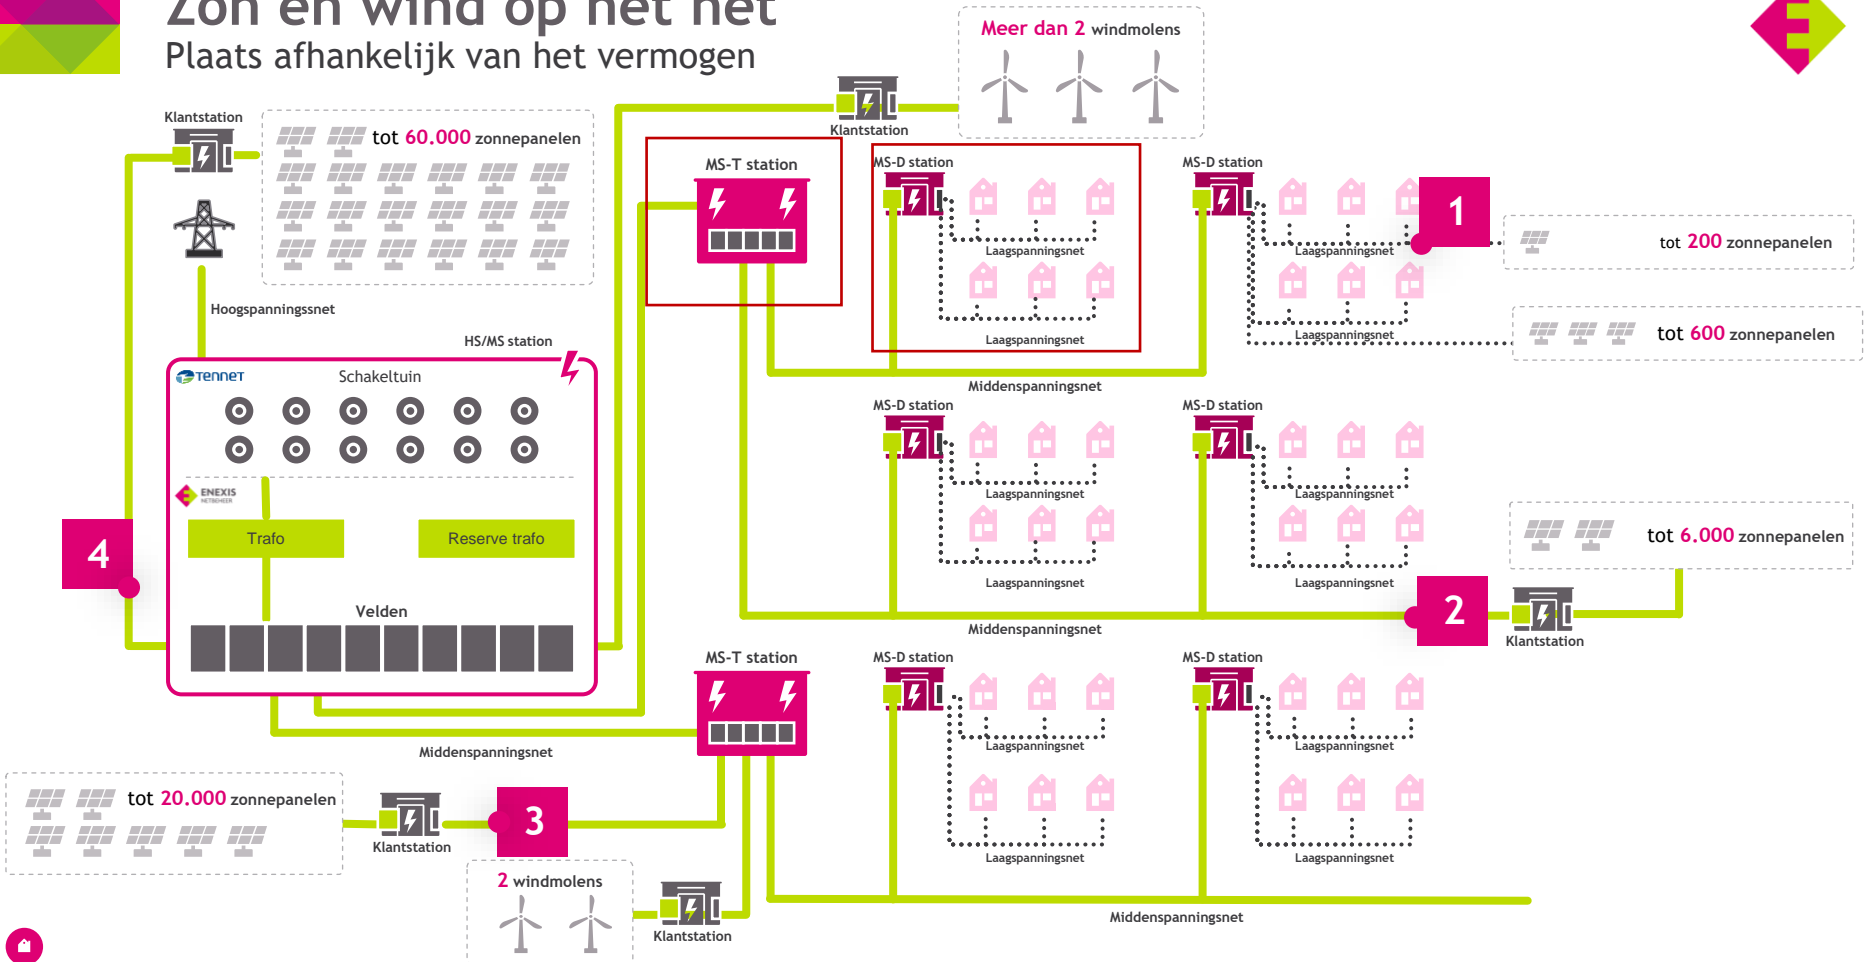 Zon en wind op het net
Plaats afhankelijk van het vermogen
Meer dan 2 windmolens
Klantstation
Klantstation
tot 60.000 zonnepanelen
MS-T station
MS-D station
MS-D station
1
Laagspanningsnet
Laagspanningsnet
tot 200 zonnepanelen
Hoogspanningssnet
HS/MS station
Laagspanningsnet
Laagspanningsnet
tot 600 zonnepanelen
TenneT
Schakeltuin
Middenspanningsnet
MS-D station
MS-D station
ENEXIS
NETBEHEER
Laagspanningsnet
Laagspanningsnet
Trafo
Reserve trafo
tot 6.000 zonnepanelen
4
Laagspanningsnet
Laagspanningsnet
Velden
2
Middenspanningsnet
Klantstation
MS-T station
MS-D station
MS-D station
Middenspanningsnet
Laagspanningsnet
Laagspanningsnet
tot 20.000 zonnepanelen
3
Klantstation
Laagspanningsnet
Laagspanningsnet
2 windmolens
Klantstation
Middenspanningsnet